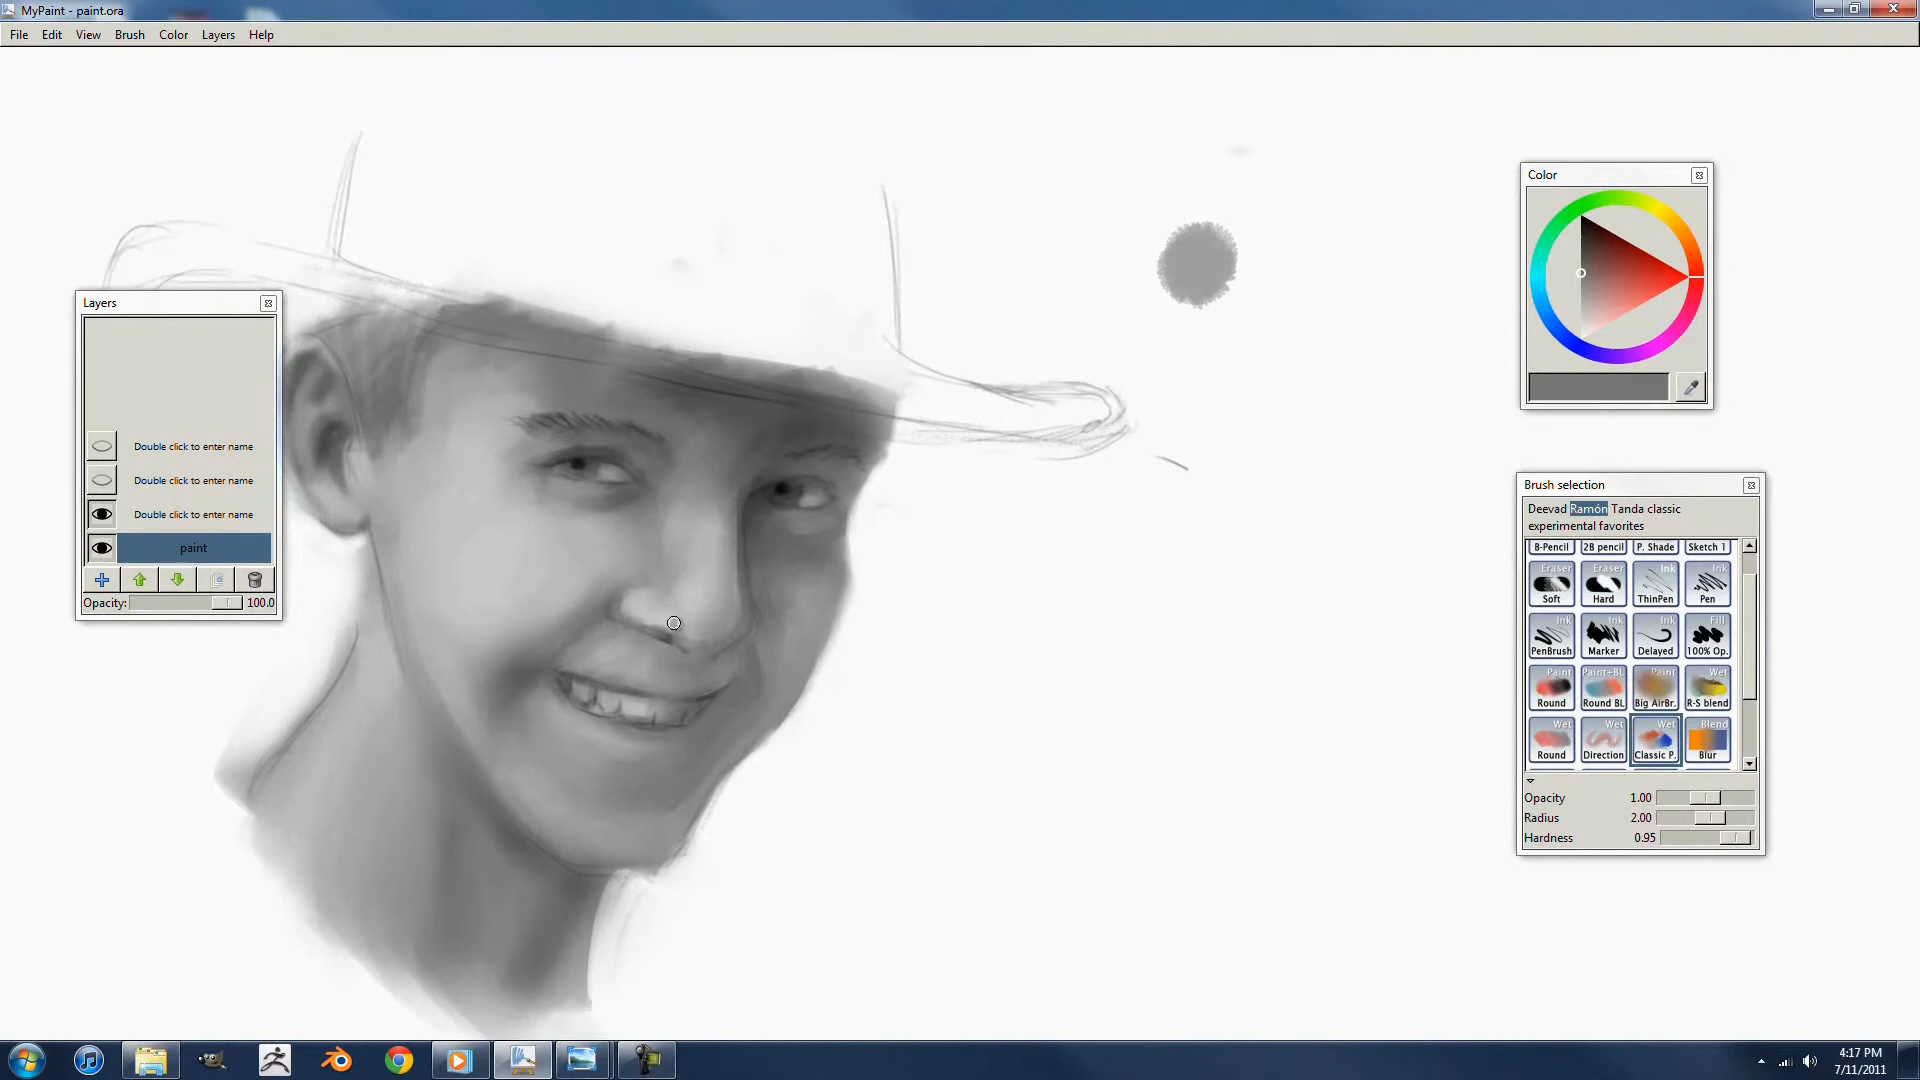 MyPaint - paint.ora
File Edit View Brush Color Layers Help
Layers
Double click to enter name
Double click to enter name
Double click to enter name
paint
Opacity: 100.0
Color
Brush selection
Deevad Ramón Tanda classic
experimental favorites
B-Pencil 2B pencil P. Shade Sketch 1
Eraser Eraser Ink Ink
Soft Hard ThinPen Pen
Ink Ink Ink Fill
PenBrush Marker Delayed 100% Op.
Paint Paint+BL Paint Wet
Round Round BL Big AirBr. R-S blend
Wet Wet Wet Blend
Round Direction Classic P. Blur
Opacity 1.00
Radius 2.00
Hardness 0.95
4:17 PM
7/11/2011